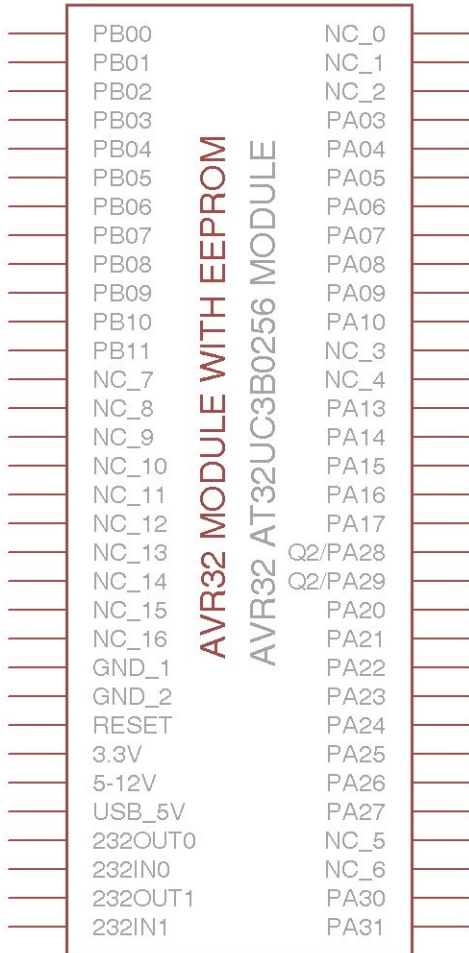 PB00
PB01
PB02
PB03
PB04
PB05
PB06
PB07
PB08
PB09
PB10
PB11
NC_7
NC_8
NC_9
NC_10
NC_11
NC_12
NC_13
NC_14
NC_15
NC_16
GND_1
GND_2
RESET
3.3V
5-12V
USB_5V
232OUT0
232IN0
232OUT1
232IN1
AVR32 MODULE WITH EEPROM
AVR32 AT32UC3B0256 MODULE
NC_0
NC_1
NC_2
PA03
PA04
PA05
PA06
PA07
PA08
PA09
PA10
NC_3
NC_4
PA13
PA14
PA15
PA16
PA17
Q2/PA28
Q2/PA29
PA20
PA21
PA22
PA23
PA24
PA25
PA26
PA27
NC_5
NC_6
PA30
PA31